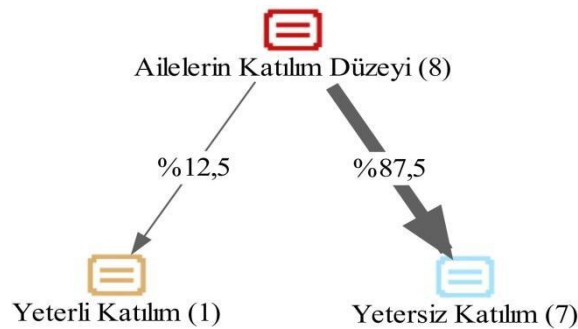 Ailelerin Katılım Düzeyi (8)
%12,5
%87,5
Yeterli Katılım (1)
Yetersiz Katılım (7)